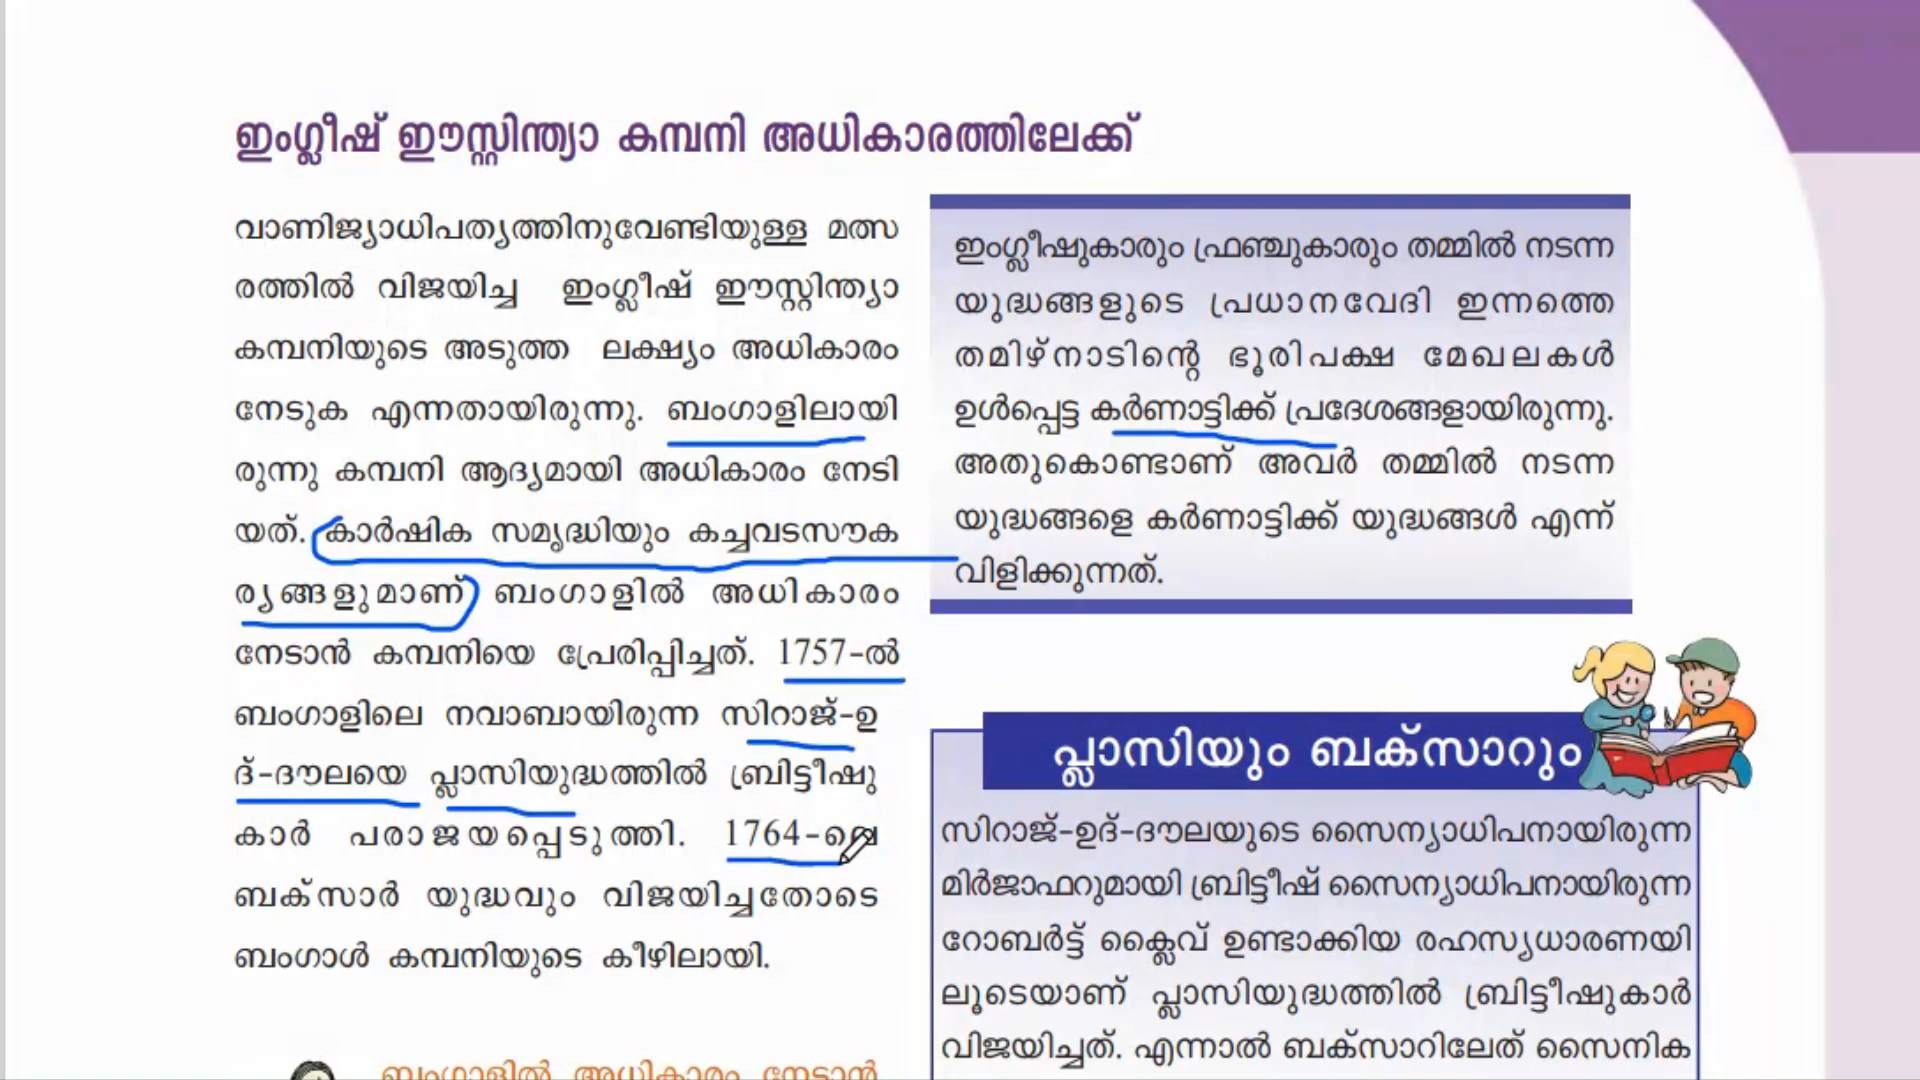 ഇംഗ്ലീഷ് ഈസ്റ്റിന്ത്യാ കമ്പനി അധികാരത്തിലേക്ക്
വാണിജ്യാധിപത്യത്തിനുവേണ്ടിയുള്ള മത്സ
രത്തിൽ വിജയിച്ച ഇംഗ്ലീഷ് ഈസ്റ്റിന്ത്യാ
കമ്പനിയുടെ അടുത്ത ലക്ഷ്യം അധികാരം
നേടുക എന്നതായിരുന്നു. ബംഗാളിലായി
രുന്നു കമ്പനി ആദ്യമായി അധികാരം നേടി
യത്. കാർഷിക സമൃദ്ധിയും കച്ചവടസൗക
ര്യങ്ങളുമാണ് ബംഗാളിൽ അധികാരം
നേടാൻ കമ്പനിയെ പ്രേരിപ്പിച്ചത്. 1757-ൽ
ബംഗാളിലെ നവാബായിരുന്ന സിറാജ്-ഉ
ദ്-ദൗലയെ പ്ലാസിയുദ്ധത്തിൽ ബ്രിട്ടീഷു
കാർ പരാജയപ്പെടുത്തി. 1764-ലെ
ബക്സാർ യുദ്ധവും വിജയിച്ചതോടെ
ബംഗാൾ കമ്പനിയുടെ കീഴിലായി.
ബംഗാളിൽ അധികാരം നേടാൻ
ഇംഗ്ലീഷുകാരും ഫ്രഞ്ചുകാരും തമ്മിൽ നടന്ന
യുദ്ധങ്ങളുടെ പ്രധാനവേദി ഇന്നത്തെ
തമിഴ്നാടിന്റെ ഭൂരിപക്ഷ മേഖലകൾ
ഉൾപ്പെട്ട കർണാട്ടിക്ക് പ്രദേശങ്ങളായിരുന്നു.
അതുകൊണ്ടാണ് അവർ തമ്മിൽ നടന്ന
യുദ്ധങ്ങളെ കർണാട്ടിക്ക് യുദ്ധങ്ങൾ എന്ന്
വിളിക്കുന്നത്.
പ്ലാസിയും ബക്സാറും
സിറാജ്-ഉദ്-ദൗലയുടെ സൈന്യാധിപനായിരുന്ന
മിർജാഫറുമായി ബ്രിട്ടീഷ് സൈന്യാധിപനായിരുന്ന
റോബർട്ട് ക്ലൈവ് ഉണ്ടാക്കിയ രഹസ്യധാരണയി
ലൂടെയാണ് പ്ലാസിയുദ്ധത്തിൽ ബ്രിട്ടീഷുകാർ
വിജയിച്ചത്. എന്നാൽ ബക്സാറിലേത് സൈനിക